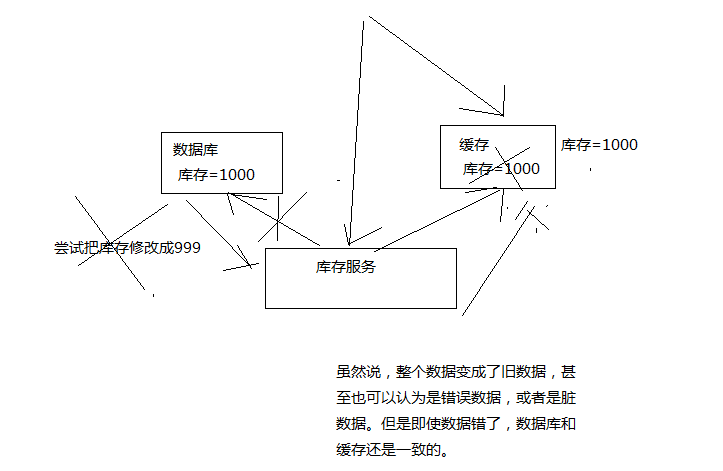 数据库
库存=1000
缓存
库存=1000
库存=1000
尝试把库存修改成999
库存服务
虽然说，整个数据变成了旧数据，甚
至也可以认为是错误数据，或者是脏
数据。但是即使数据错了，数据库和
缓存还是一致的。